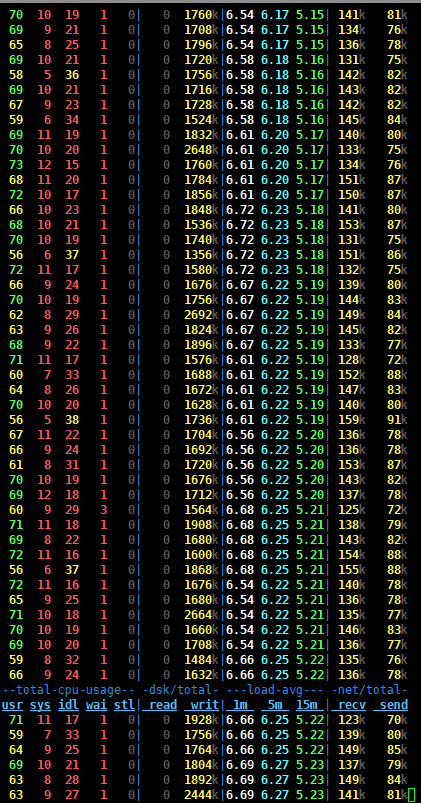 70 10 19 1 0| 0 1760k|6.54 6.17 5.15| 141k 81k
69 9 21 1 0| 0 1708k|6.54 6.17 5.15| 134k 76k
65 8 25 1 0| 0 1796k|6.54 6.17 5.15| 136k 78k
69 9 21 1 0| 0 1720k|6.58 6.18 5.16| 131k 75k
58 5 36 1 0| 0 1756k|6.58 6.18 5.16| 142k 82k
69 10 21 1 0| 0 1716k|6.58 6.18 5.16| 143k 82k
67 9 23 1 0| 0 1728k|6.58 6.18 5.16| 142k 82k
59 6 34 1 0| 0 1524k|6.58 6.18 5.16| 145k 84k
69 11 19 1 0| 0 1832k|6.61 6.20 5.17| 140k 80k
70 10 20 1 0| 0 2648k|6.61 6.20 5.17| 133k 75k
73 12 15 1 0| 0 1760k|6.61 6.20 5.17| 134k 76k
68 11 20 1 0| 0 1784k|6.61 6.20 5.17| 151k 87k
72 10 17 1 0| 0 1856k|6.61 6.20 5.17| 150k 87k
66 10 23 1 0| 0 1848k|6.72 6.23 5.18| 141k 80k
68 10 21 1 0| 0 1536k|6.72 6.23 5.18| 153k 87k
70 10 19 1 0| 0 1740k|6.72 6.23 5.18| 131k 75k
56 6 37 1 0| 0 1356k|6.72 6.23 5.18| 151k 86k
72 11 17 1 0| 0 1580k|6.72 6.23 5.18| 132k 75k
66 9 24 1 0| 0 1676k|6.67 6.22 5.19| 139k 80k
70 10 19 1 0| 0 1756k|6.67 6.22 5.19| 144k 83k
62 8 29 1 0| 0 2692k|6.67 6.22 5.19| 149k 84k
63 9 26 1 0| 0 1824k|6.67 6.22 5.19| 145k 82k
68 9 22 1 0| 0 1896k|6.67 6.22 5.19| 133k 77k
71 11 17 1 0| 0 1576k|6.61 6.22 5.19| 128k 72k
60 7 33 1 0| 0 1688k|6.61 6.22 5.19| 152k 88k
64 8 26 1 0| 0 1672k|6.61 6.22 5.19| 147k 83k
70 10 20 1 0| 0 1628k|6.61 6.22 5.19| 140k 80k
56 5 38 1 0| 0 1736k|6.61 6.22 5.19| 159k 91k
67 11 22 1 0| 0 1704k|6.56 6.22 5.20| 136k 78k
66 9 24 1 0| 0 1692k|6.56 6.22 5.20| 136k 78k
61 8 31 1 0| 0 1720k|6.56 6.22 5.20| 153k 87k
70 10 19 1 0| 0 1676k|6.56 6.22 5.20| 143k 82k
69 12 18 1 0| 0 1712k|6.56 6.22 5.20| 137k 78k
60 9 29 3 0| 0 1564k|6.68 6.25 5.21| 125k 72k
71 11 18 1 0| 0 1908k|6.68 6.25 5.21| 138k 79k
69 8 22 1 0| 0 1680k|6.68 6.25 5.21| 143k 82k
72 11 16 1 0| 0 1600k|6.68 6.25 5.21| 154k 88k
56 6 37 1 0| 0 1868k|6.68 6.25 5.21| 155k 88k
72 11 16 1 0| 0 1676k|6.54 6.22 5.21| 140k 78k
65 9 25 1 0| 0 1680k|6.54 6.22 5.21| 136k 78k
71 10 18 1 0| 0 2664k|6.54 6.22 5.21| 135k 77k
70 10 19 1 0| 0 1660k|6.54 6.22 5.21| 146k 83k
69 10 20 1 0| 0 1708k|6.54 6.22 5.21| 136k 77k
59 8 32 1 0| 0 1484k|6.66 6.25 5.22| 135k 76k
66 9 24 1 0| 0 1632k|6.66 6.25 5.22| 136k 78k
--total-cpu-usage-- -dsk/total- ---load-avg--- -net/total-
usr sys idl wai stl| read writ| 1m 5m 15m | recv send
71 11 17 1 0| 0 1928k|6.66 6.25 5.22| 123k 70k
59 7 33 1 0| 0 1756k|6.66 6.25 5.22| 139k 80k
64 9 25 1 0| 0 1764k|6.66 6.25 5.22| 149k 85k
69 10 21 1 0| 0 1804k|6.69 6.27 5.23| 137k 79k
63 8 28 1 0| 0 1892k|6.69 6.27 5.23| 149k 84k
63 9 27 1 0| 0 2444k|6.69 6.27 5.23| 141k 81k